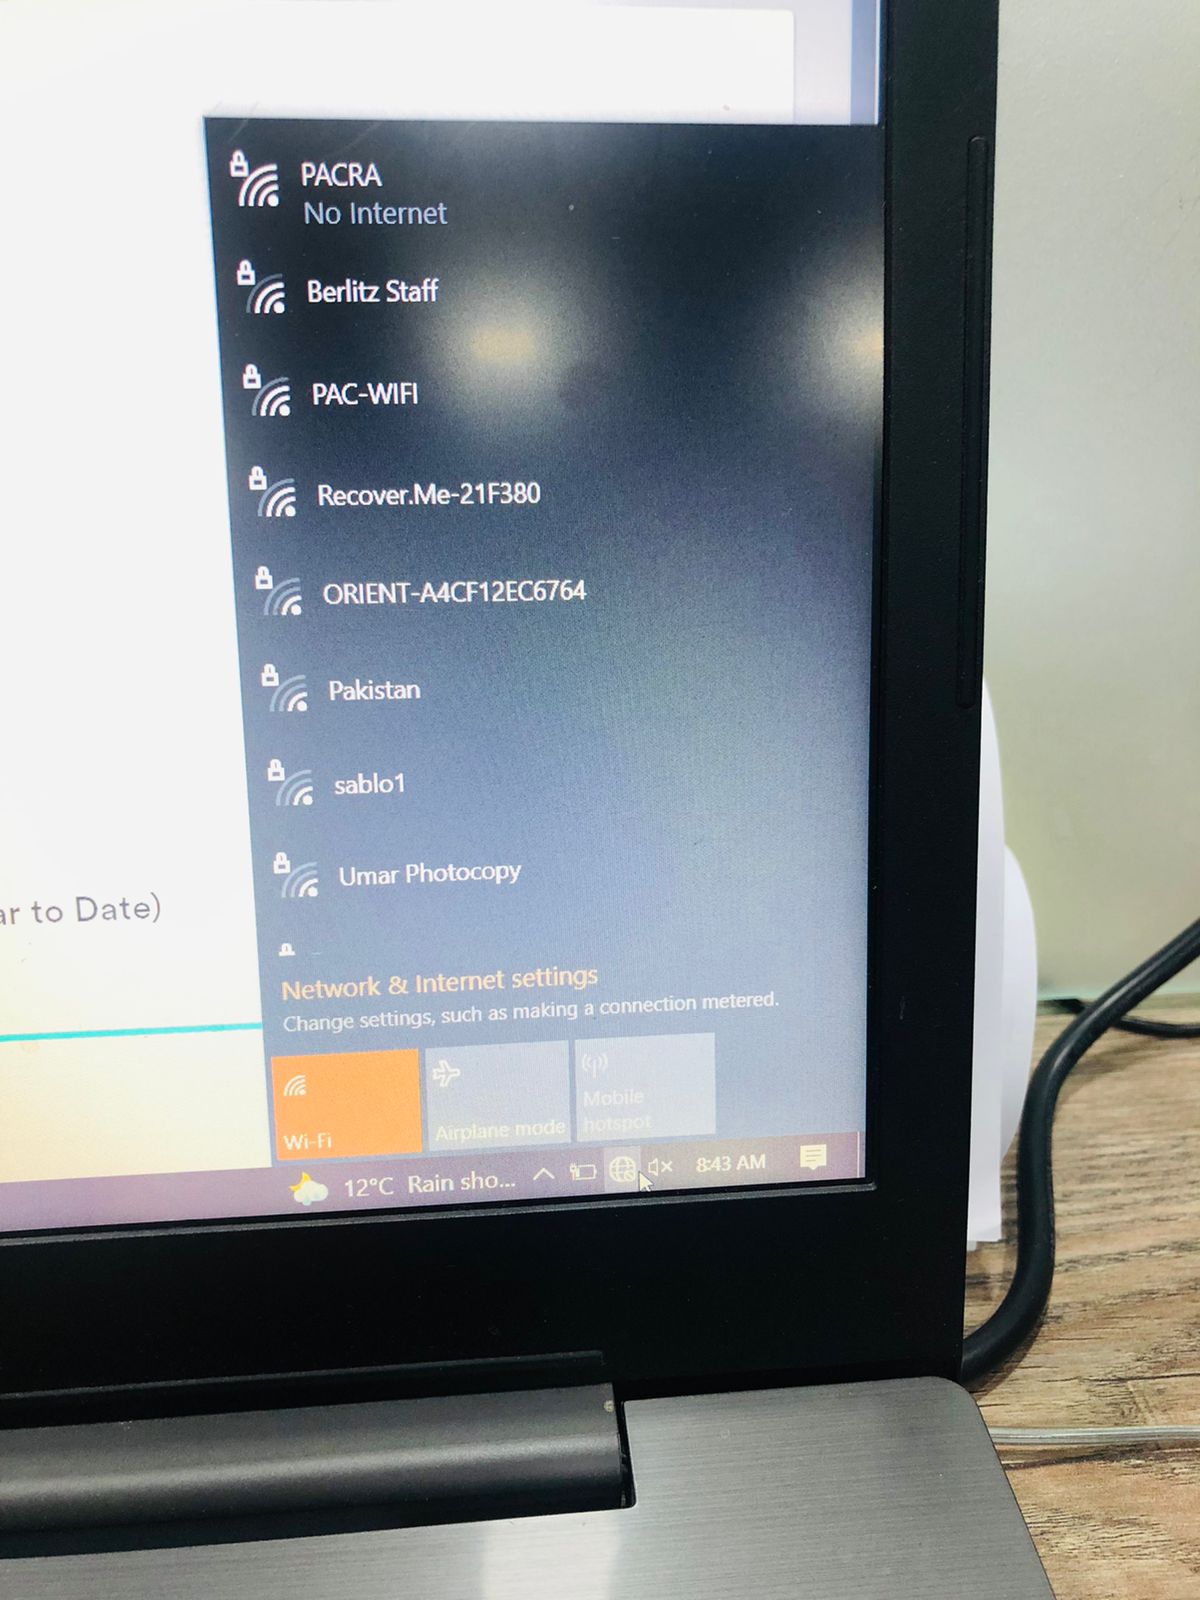 PACRA
No Internet
Berlitz Staff
PAC-WIFI
Recover.Me-21F380
ORIENT-A4CF12EC6764
Pakistan
sablo1
Umar Photocopy
ar to Date)
Network & Internet settings
Change settings, such as making a connection metered.
Wi-Fi
Airplane mode
Mobile
hotspot
12°C Rain sho...
8:43 AM